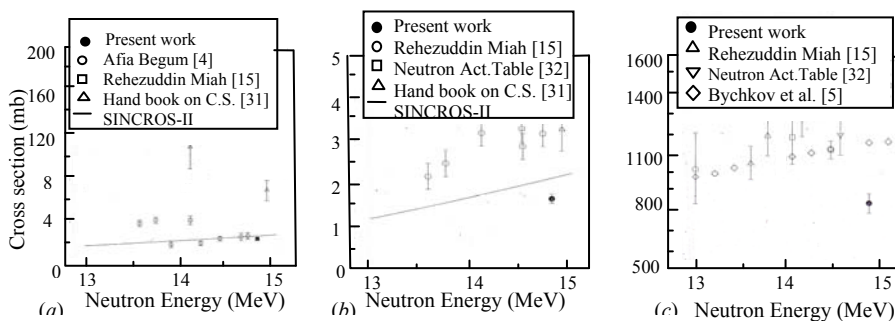 Present work
Afia Begum [4]
Rehezuddin Miah [15]
Hand book on C.S. [31]
SINCROS-II
200
160
120
8
4
0
Cross section (mb)
13
14
15
(a) Neutron Energy (MeV)
Present work
Rehezuddin Miah [15]
Neutron Act.Table [32]
Hand book on C.S. [31]
SINCROS-II
5
4
3
2
1
0
13
14
15
(b) Neutron Energy (MeV)
Present work
Rehezuddin Miah [15]
Neutron Act.Table [32]
Bychkov et al. [5]
1600
1400
1100
800
500
13
14
15
(c) Neutron Energy (MeV)